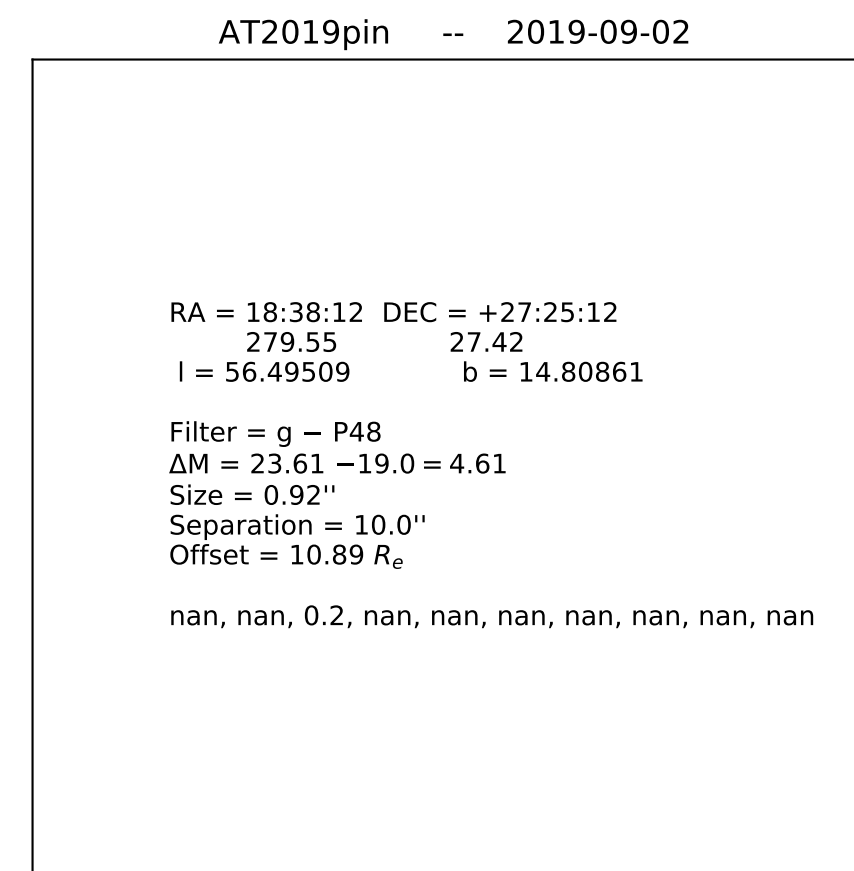 AT2019pin -- 2019-09-02
RA = 18:38:12 DEC = +27:25:12
279.55 27.42
l = 56.49509 b = 14.80861
Filter = g − P48
ΔM = 23.61 −19.0 = 4.61
Size = 0.92''
Separation = 10.0''
Offset = 10.89 Re
nan, nan, 0.2, nan, nan, nan, nan, nan, nan, nan